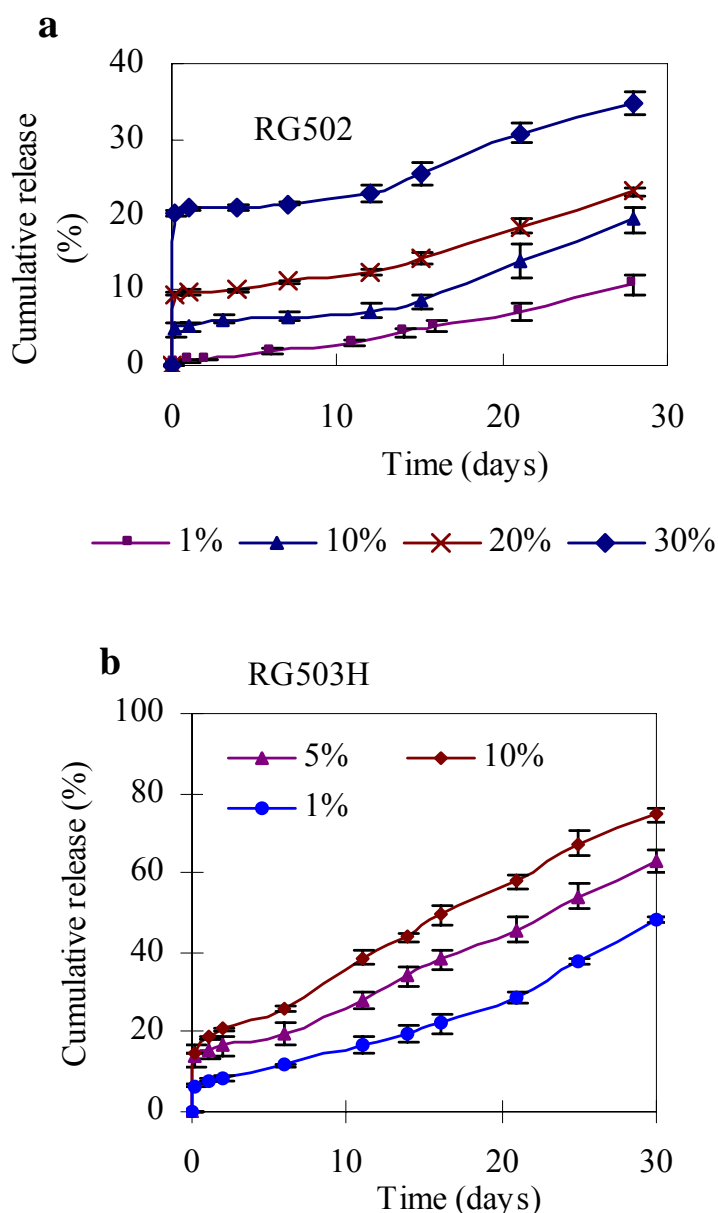 a
40
30
20
10
0
RG502
Cumulative release
(%)
0 10 20 30
Time (days)
1% 10% 20% 30%
b
RG503H
100
80
60
40
20
0
5% 10%
1%
Cumulative release (%)
0 10 20 30
Time (days)